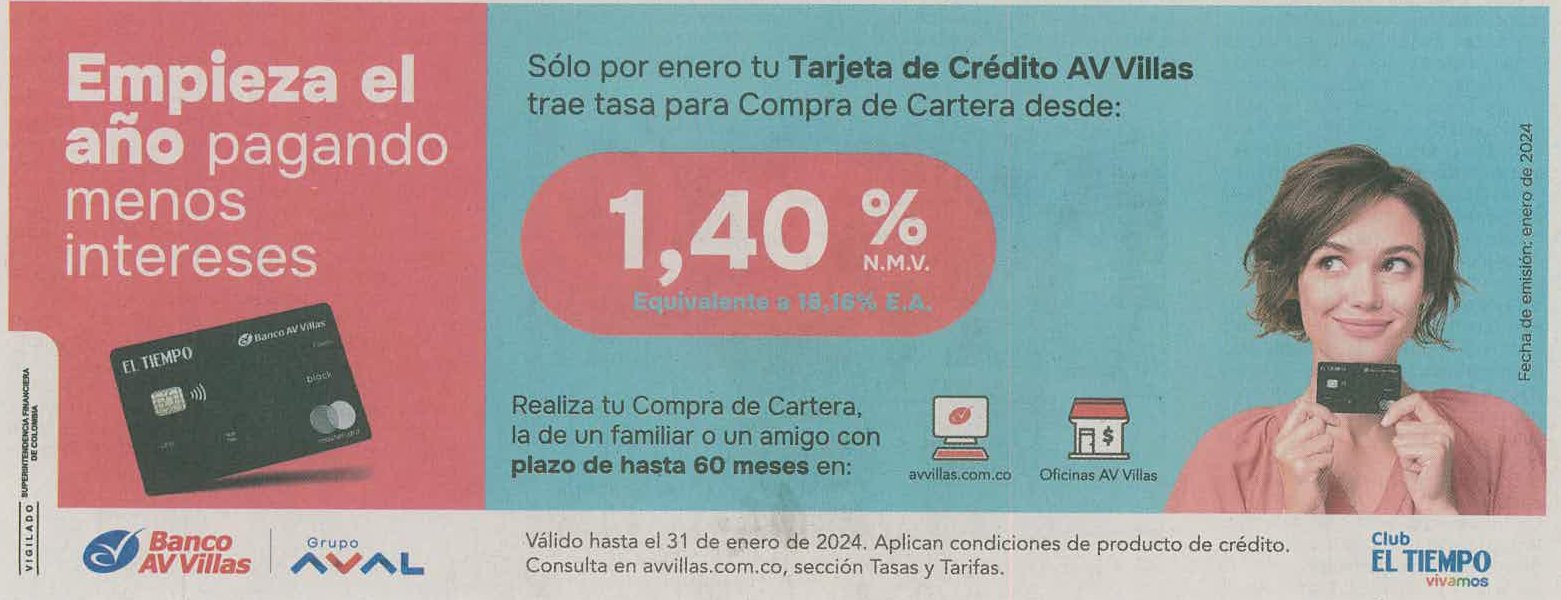 Empieza el
año pagando
menos
intereses
EL TIEMPO
Banco AV Villas
black
Sólo por enero tu Tarjeta de Crédito AV Villas
trae tasa para Compra de Cartera desde:
1,40 %
N.M.V.
Equivalente a 18,16% E.A.
Realiza tu Compra de Cartera,
la de un familiar o un amigo con
plazo de hasta 60 meses en:
avvillas.com.co
Oficinas AV Villas
EL TIEMPO
Fecha de emisión: enero de 2024
VIGILADO
SUPERINTENDENCIA FINANCIERA
DE COLOMBIA
Banco
AV Villas
Grupo
AVAL
Válido hasta el 31 de enero de 2024. Aplican condiciones de producto de crédito.
Consulta en avvillas.com.co, sección Tasas y Tarifas.
Club
EL TIEMPO
vivamos